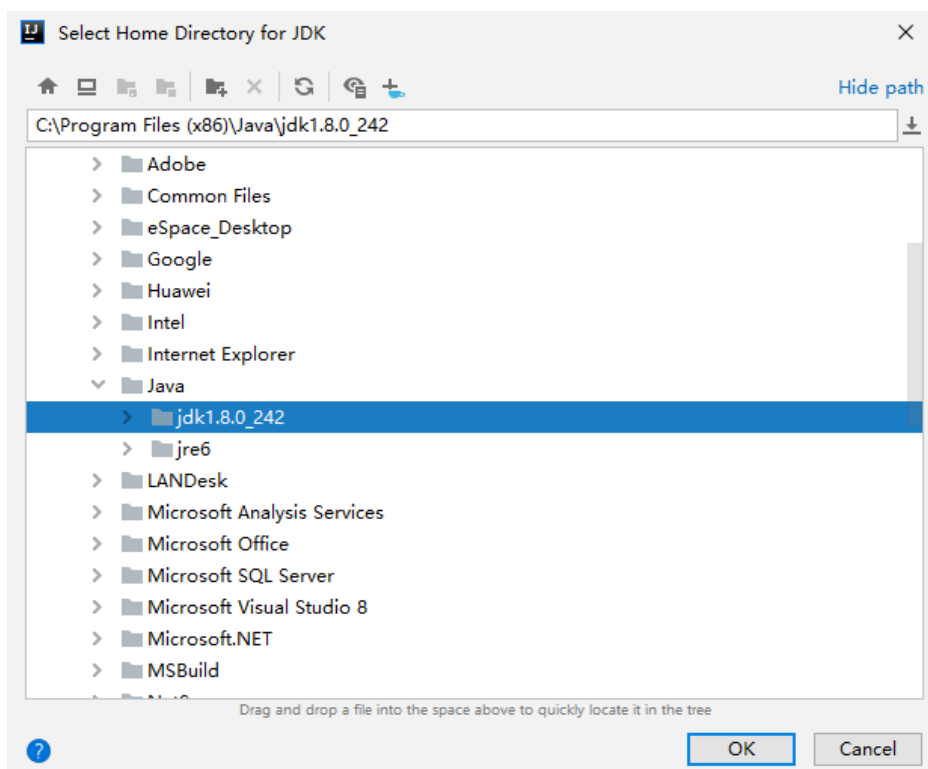 IJ Select Home Directory for JDK
Hide path
C:\Program Files (x86)\Java\jdk1.8.0_242
Adobe
Common Files
eSpace_Desktop
Google
Huawei
Intel
Internet Explorer
Java
jdk1.8.0_242
jre6
LANDesk
Microsoft Analysis Services
Microsoft Office
Microsoft SQL Server
Microsoft Visual Studio 8
Microsoft.NET
MSBuild
Drag and drop a file into the space above to quickly locate it in the tree
? OK Cancel